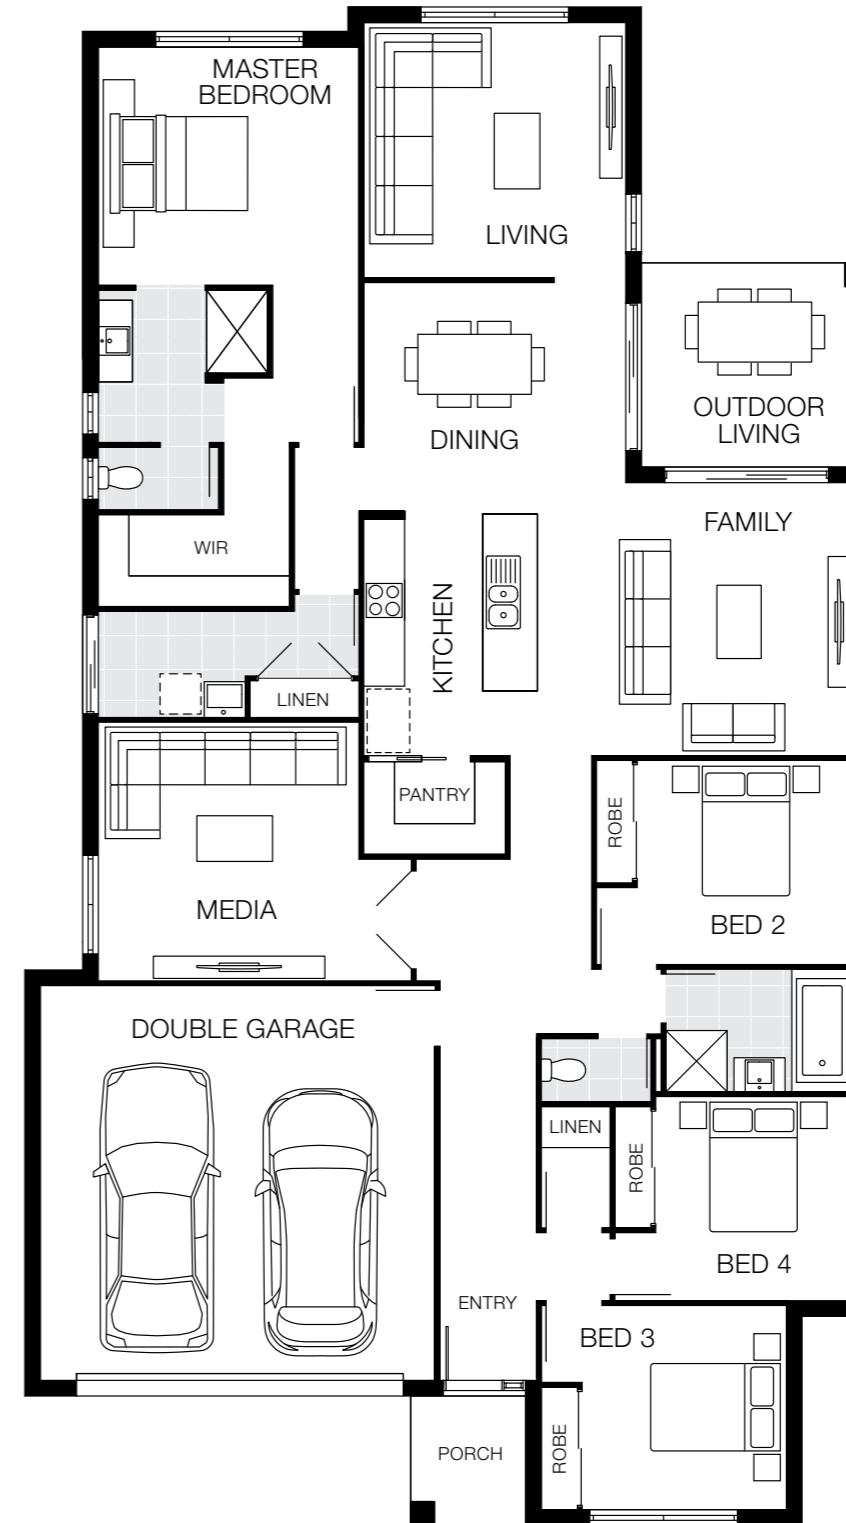 MASTER
BEDROOM
LIVING
OUTDOOR
LIVING
DINING
FAMILY
WIR
KITCHEN
LINEN
PANTRY
ROBE
MEDIA
BED 2
DOUBLE GARAGE
LINEN
ROBE
BED 4
ENTRY
BED 3
ROBE
PORCH